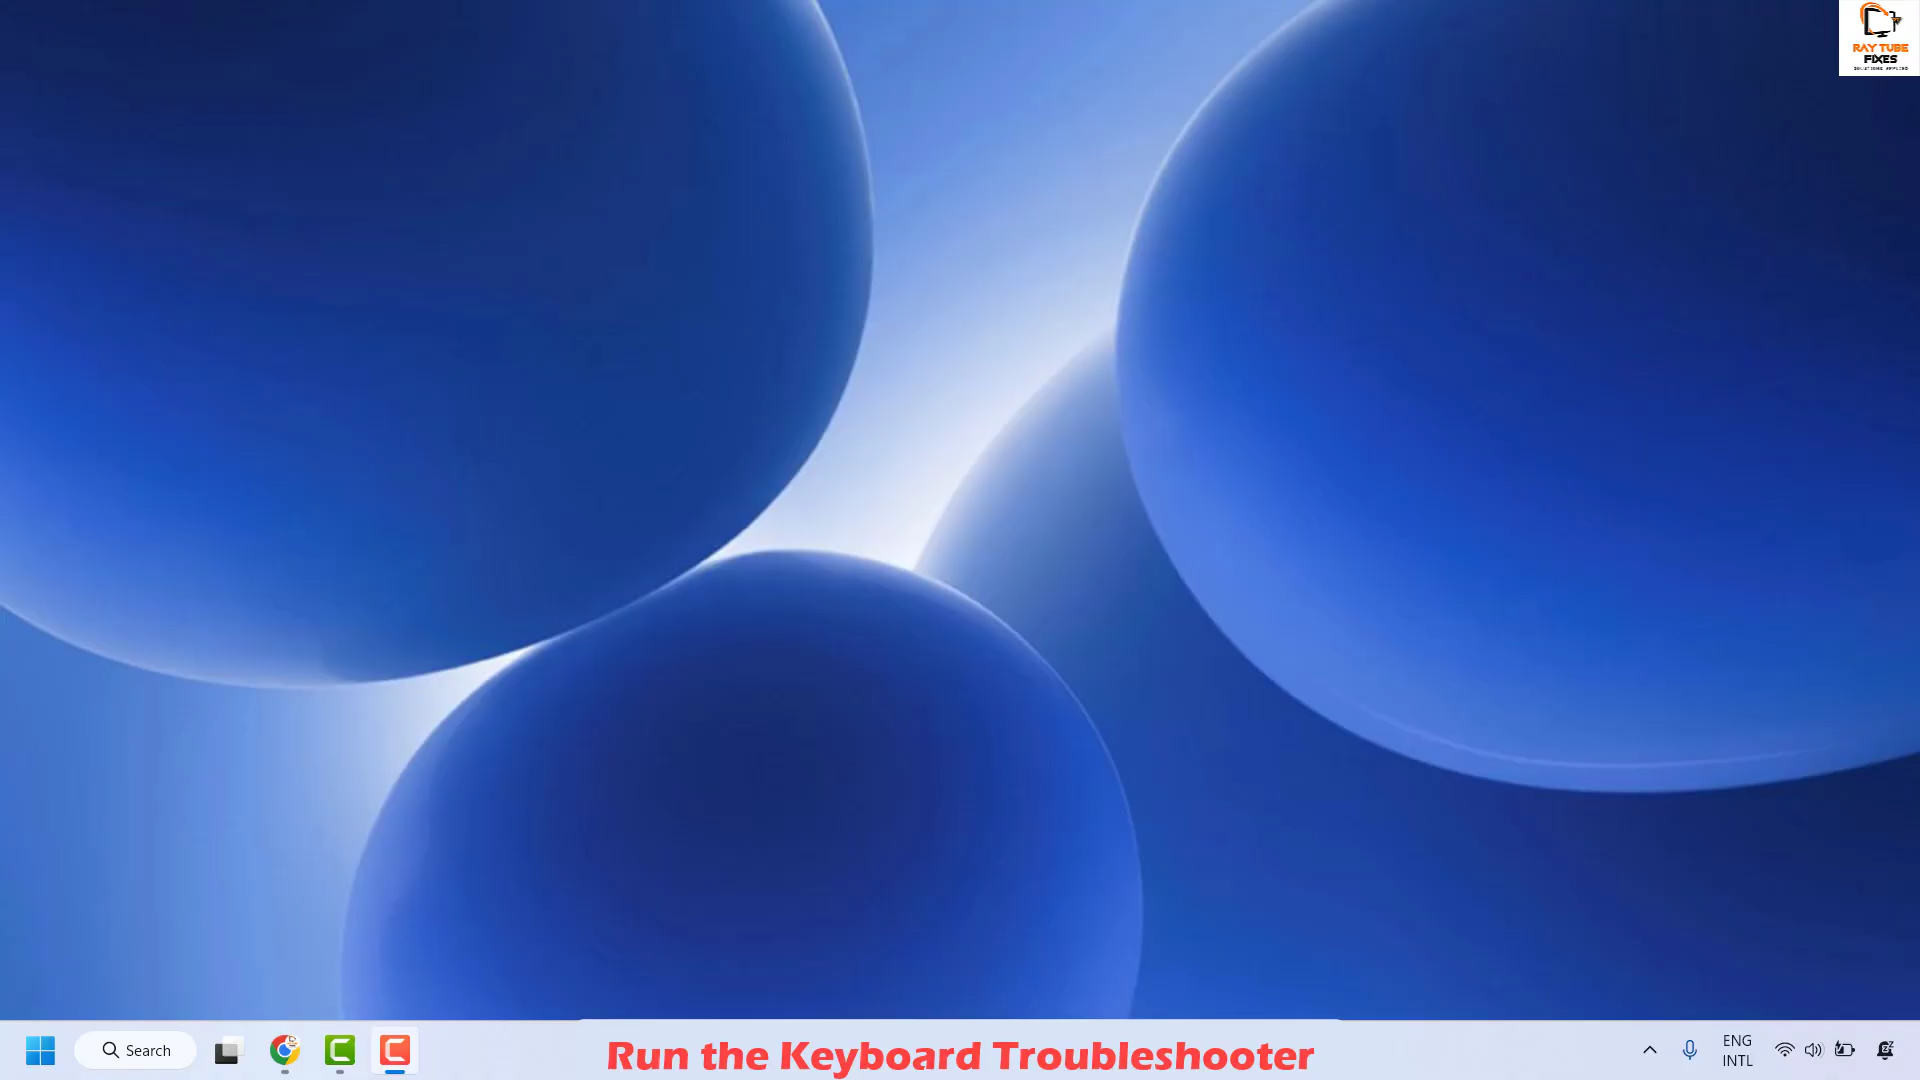 RAY TUBE
FIXES
Search
Run the Keyboard Troubleshooter
ENG
INTL